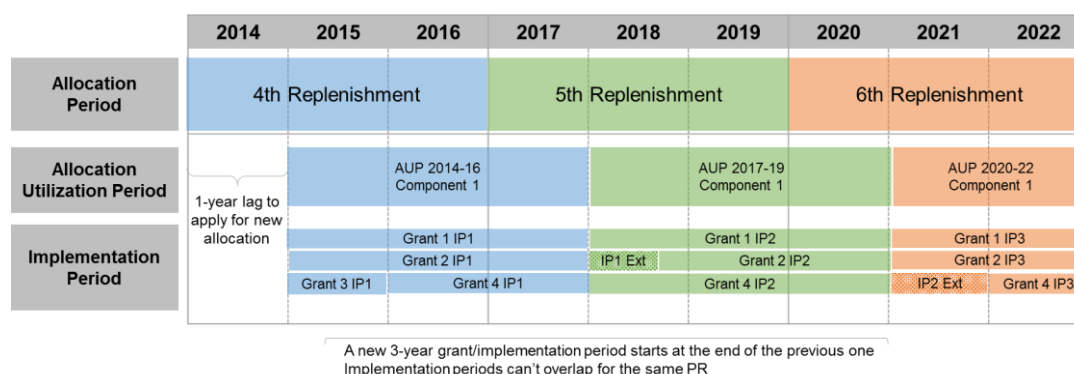 2014 2015 2016 2017 2018 2019 2020 2021 2022
Allocation
Period
4th Replenishment 5th Replenishment 6th Replenishment
Allocation
Utilization Period
AUP 2014-16
Component 1
AUP 2017-19
Component 1
AUP 2020-22
Component 1
1-year lag to
apply for new
allocation
Implementation
Period
Grant 1 IP1 Grant 1 IP2 Grant 1 IP3
Grant 2 IP1 IP1 Ext Grant 2 IP2 Grant 2 IP3
Grant 3 IP1 Grant 4 IP1 Grant 4 IP2 IP2 Ext Grant 4 IP3
A new 3-year grant/implementation period starts at the end of the previous one
Implementation periods can't overlap for the same PR